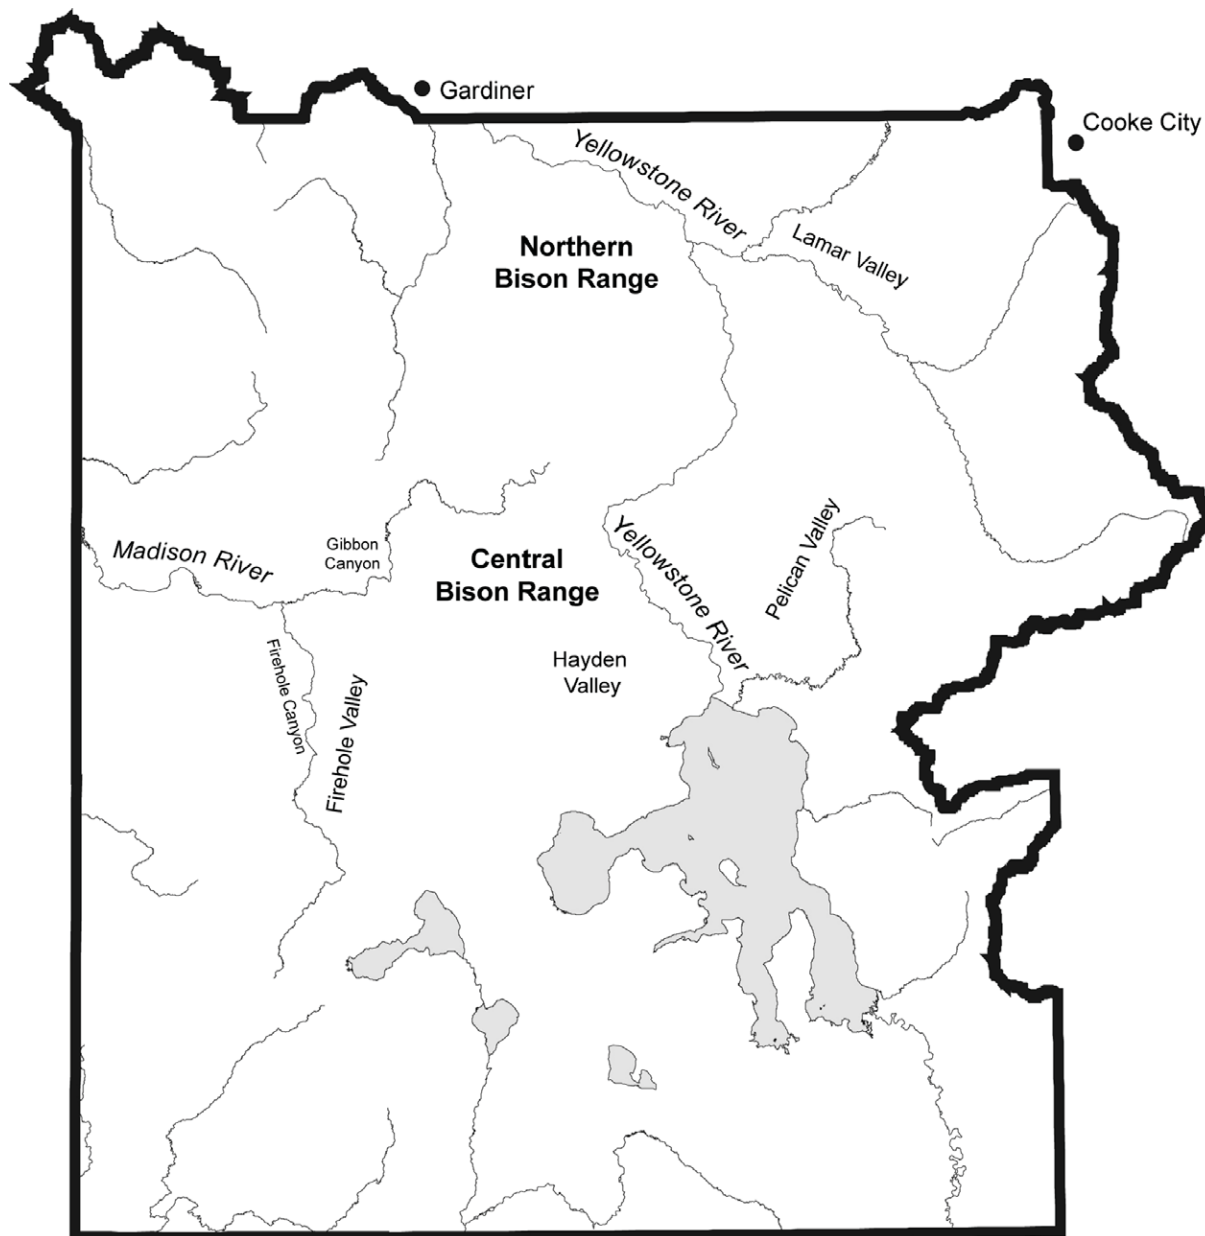 Gardiner
Cooke City
Yellowstone River
Lamar Valley
Northern
Bison Range
Madison River
Gibbon
Canyon
Central
Bison Range
Yellowstone River
Pelican Valley
Hayden
Valley
Firehole Canyon
Firehole Valley